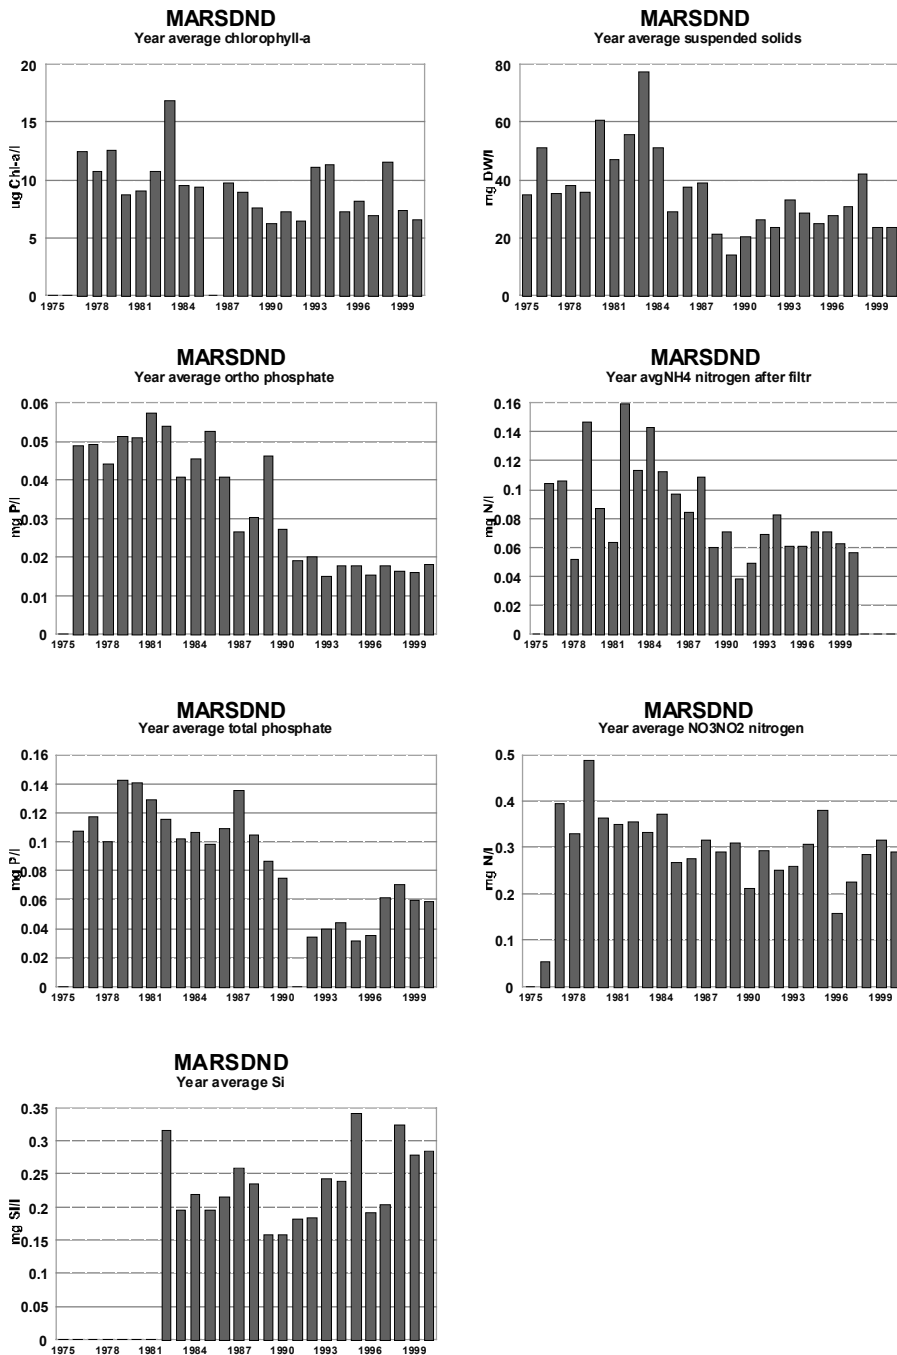 MARSDND
Year average chlorophyll-a
ug Chl-a/l
20
15
10
5
0
1975 1978 1981 1984 1987 1990 1993 1996 1999
MARSDND
Year average suspended solids
mg DW/l
80
60
40
20
0
1975 1978 1981 1984 1987 1990 1993 1996 1999
MARSDND
Year average ortho phosphate
mg P/l
0.06
0.05
0.04
0.03
0.02
0.01
0
1975 1978 1981 1984 1987 1990 1993 1996 1999
MARSDND
Year avgNH4 nitrogen after filtr
mg N/l
0.16
0.14
0.12
0.1
0.08
0.06
0.04
0.02
0
1975 1978 1981 1984 1987 1990 1993 1996 1999
MARSDND
Year average total phosphate
mg P/l
0.16
0.14
0.12
0.1
0.08
0.06
0.04
0.02
0
1975 1978 1981 1984 1987 1990 1993 1996 1999
MARSDND
Year average NO3NO2 nitrogen
mg N/l
0.5
0.4
0.3
0.2
0.1
0
1975 1978 1981 1984 1987 1990 1993 1996 1999
MARSDND
Year average Si
mg Si/l
0.35
0.3
0.25
0.2
0.15
0.1
0.05
0
1975 1978 1981 1984 1987 1990 1993 1996 1999